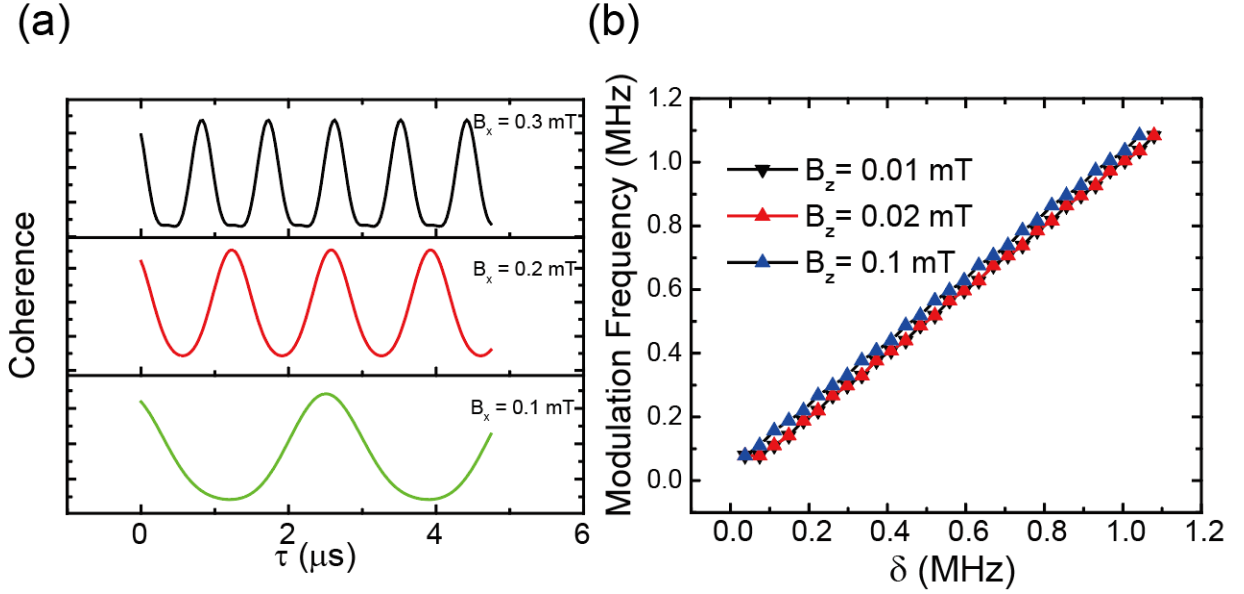 (a)
Coherence
B_x = 0.3 mT
B_x = 0.2 mT
B_x = 0.1 mT
0 2 4 6
τ (μs)
(b)
Modulation Frequency (MHz)
1.2
1.0
0.8
0.6
0.4
0.2
0.0
B_z= 0.01 mT
B_z= 0.02 mT
B_z= 0.1 mT
0.0 0.2 0.4 0.6 0.8 1.0 1.2
δ (MHz)